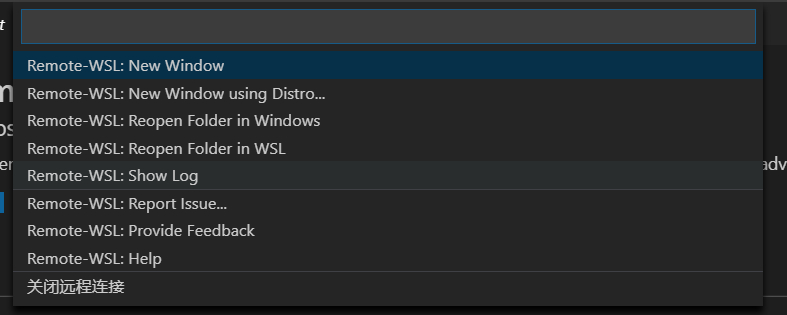 Remote-WSL: New Window
Remote-WSL: New Window using Distro...
Remote-WSL: Reopen Folder in Windows
Remote-WSL: Reopen Folder in WSL
Remote-WSL: Show Log
Remote-WSL: Report Issue...
Remote-WSL: Provide Feedback
Remote-WSL: Help
关闭远程连接